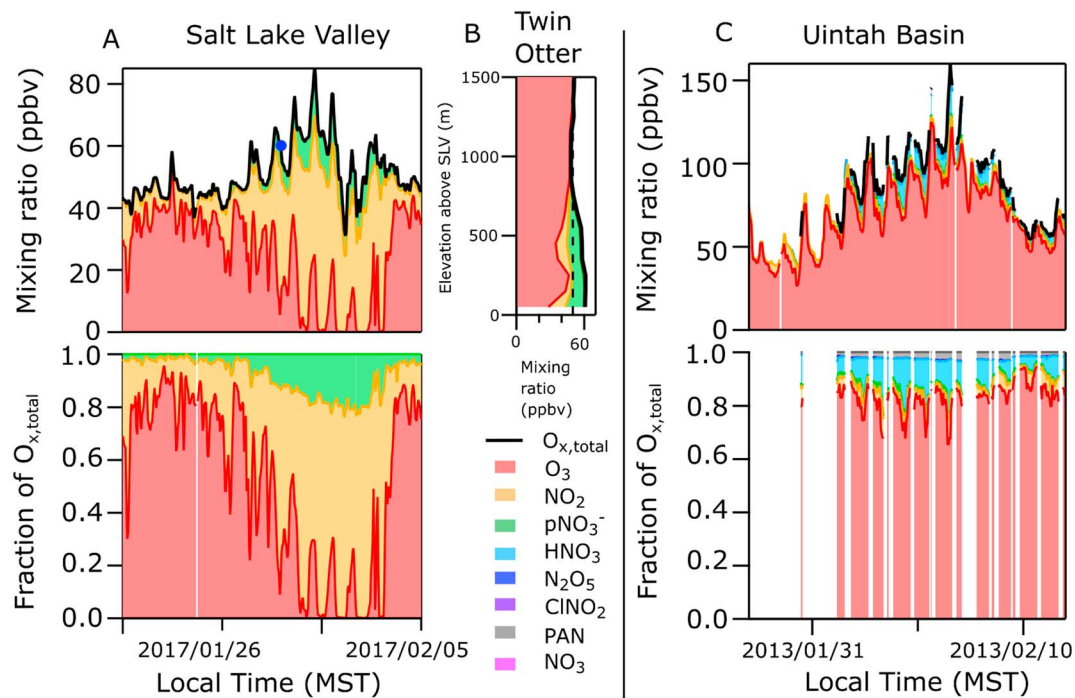 A
Salt Lake Valley
Mixing ratio (ppbv)
80
60
40
20
0
Fraction of Ox,total
1.0
0.8
0.6
0.4
0.2
0.0
2017/01/26
2017/02/05
Local Time (MST)
B
Twin
Otter
Elevation above SLV (m)
1500
1000
500
0
0
60
Mixing
ratio
(ppbv)
Ox,total
O3
NO2
pNO3-
HNO3
N2O5
ClNO2
PAN
NO3
C
Uintah Basin
Mixing ratio (ppbv)
150
100
50
0
Fraction of Ox,total
1.0
0.8
0.6
0.4
0.2
0.0
2013/01/31
2013/02/10
Local Time (MST)